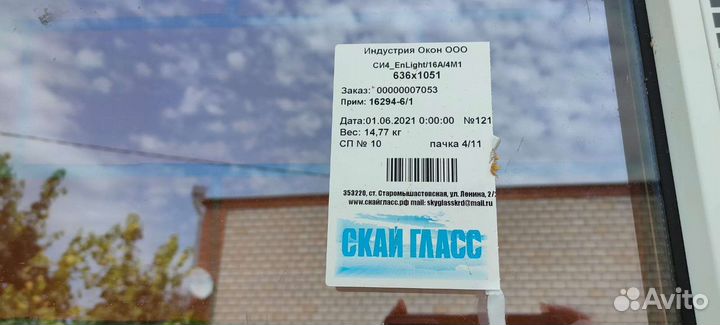 Индустрия Окон ООО
СИ4_EnLight/16А/4М1
636x1051
Заказ: 00000007053
Прим: 16294-6/1
Дата:01.06.2021 0:00:00 №121
Вес: 14,77 кг
СП № 10 пачка 4/11
353220, ст. Старомышастовская, ул. Ленина, 2/
www.скайгласс.рф mail: skyglasskrd@mail.ru
СКАЙ ГЛАСС
Avito